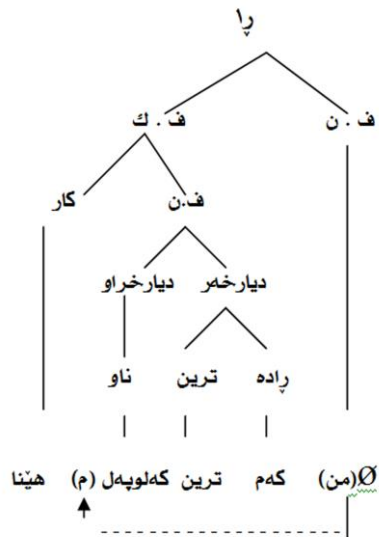 ڕا
ف . ن ف . ك
ف.ن کار
دیارخەر دیارخراو
ڕادە ترین ناو
Ø(من) کەم ترین کەلوپەل (م) هێنا